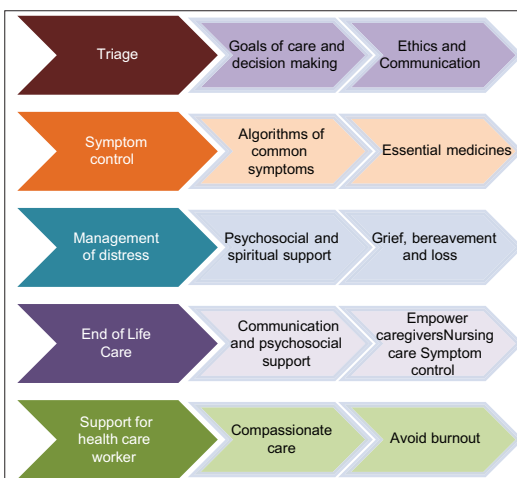 Triage
Goals of care and
decision making
Ethics and
Communication
Symptom
control
Algorithms of
common
symptoms
Essential medicines
Management
of distress
Psychosocial and
spiritual support
Grief, bereavement
and loss
End of Life
Care
Communication
and psychosocial
support
Empower
caregiversNursing
care Symptom
control
Support for
health care
worker
Compassionate
care
Avoid burnout